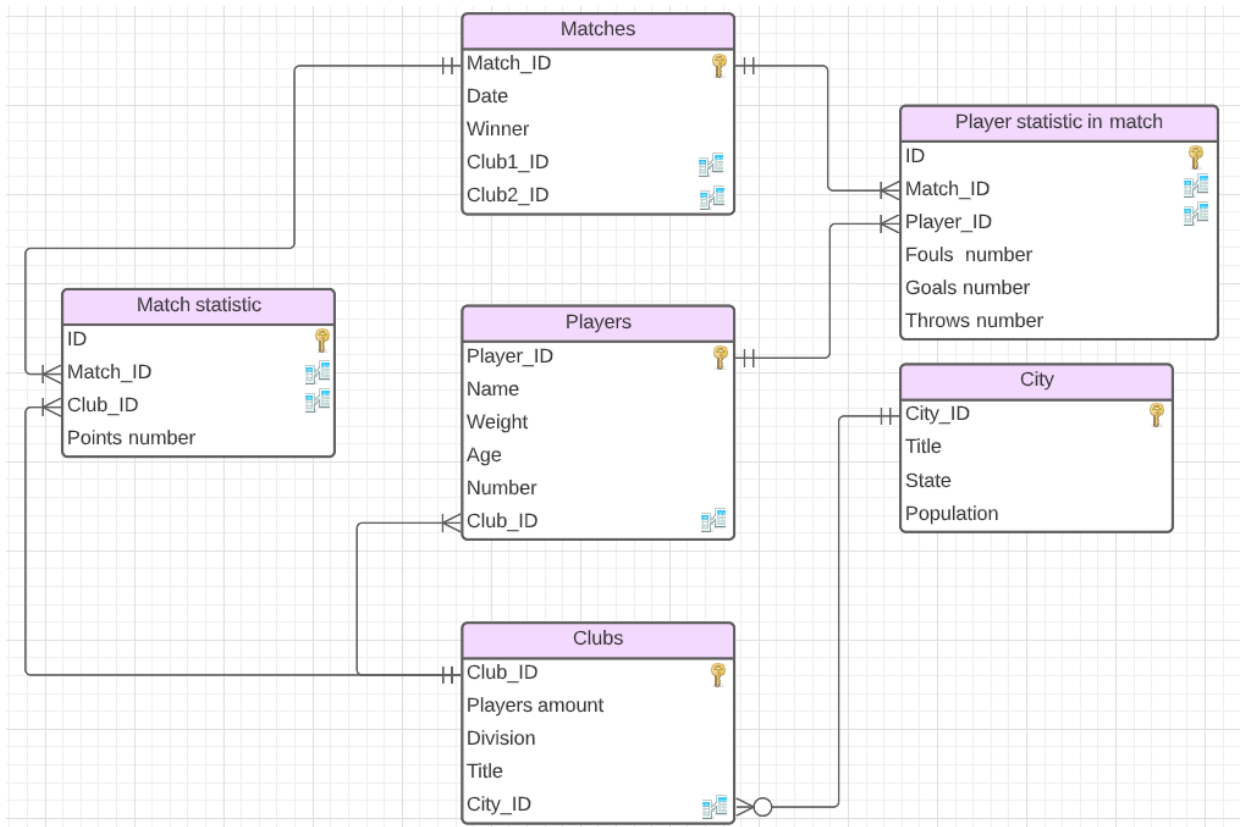 Matches
Match_ID
Date
Winner
Club1_ID
Club2_ID
Player statistic in match
ID
Match_ID
Player_ID
Fouls number
Goals number
Throws number
Match statistic
ID
Match_ID
Club_ID
Points number
Players
Player_ID
Name
Weight
Age
Number
Club_ID
City
City_ID
Title
State
Population
Clubs
Club_ID
Players amount
Division
Title
City_ID